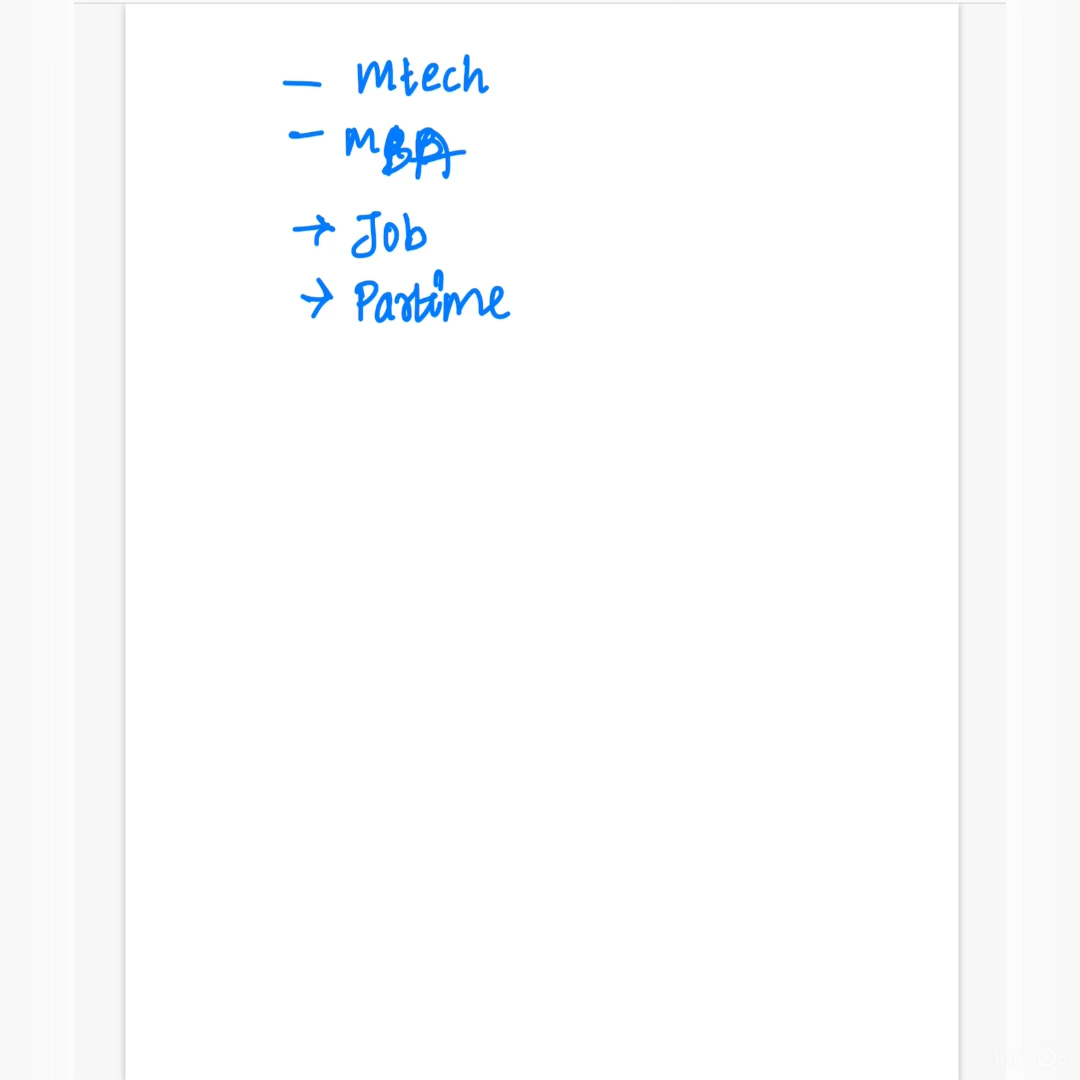 — Mtech
— MBA
→ Job
→ Partime